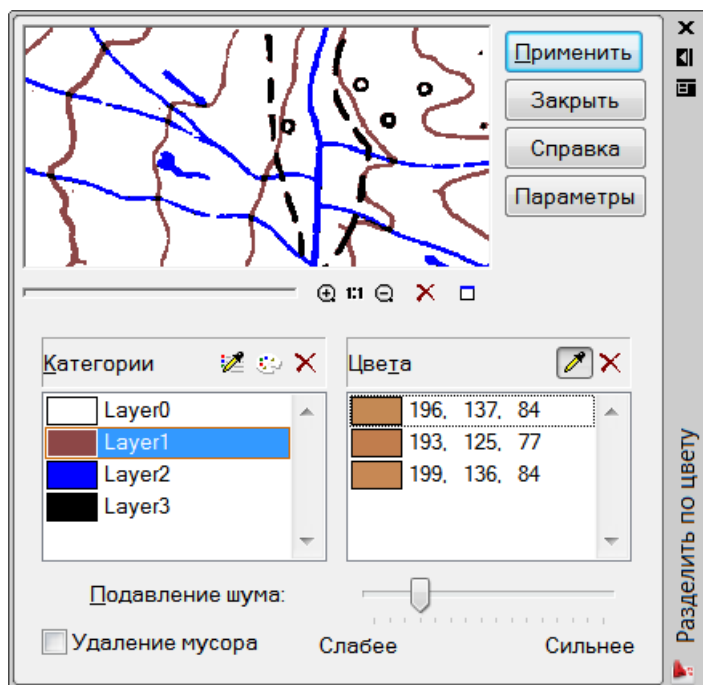 Применить
Закрыть
Справка
Параметры
1:1
Категории
Цвета
Layer0
Layer1
Layer2
Layer3
196, 137, 84
193, 125, 77
199, 136, 84
Подавление шума:
Удаление мусора
Слабее
Сильнее
Разделить по цвету